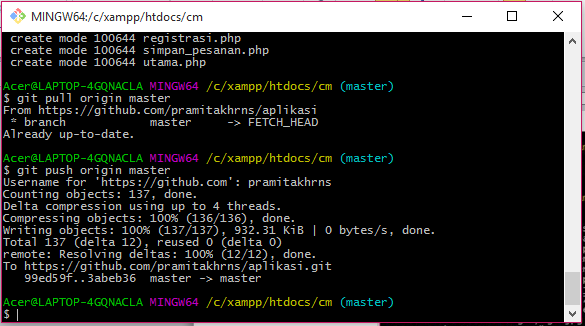 MINGW64:/c/xampp/htdocs/cm
create mode 100644 registrasi.php
create mode 100644 simpan_pesanan.php
create mode 100644 utama.php
Acer@LAPTOP-4GQNACLA MINGW64 /c/xampp/htdocs/cm (master)
$ git pull origin master
From https://github.com/pramitakhrns/aplikasi
 * branch            master     -> FETCH_HEAD
Already up-to-date.
Acer@LAPTOP-4GQNACLA MINGW64 /c/xampp/htdocs/cm (master)
$ git push origin master
Username for 'https://github.com': pramitakhrns
Counting objects: 137, done.
Delta compression using up to 4 threads.
Compressing objects: 100% (136/136), done.
Writing objects: 100% (137/137), 932.31 KiB | 0 bytes/s, done.
Total 137 (delta 12), reused 0 (delta 0)
remote: Resolving deltas: 100% (12/12), done.
To https://github.com/pramitakhrns/aplikasi.git
   99ed59f..3abeb36  master -> master
Acer@LAPTOP-4GQNACLA MINGW64 /c/xampp/htdocs/cm (master)
$